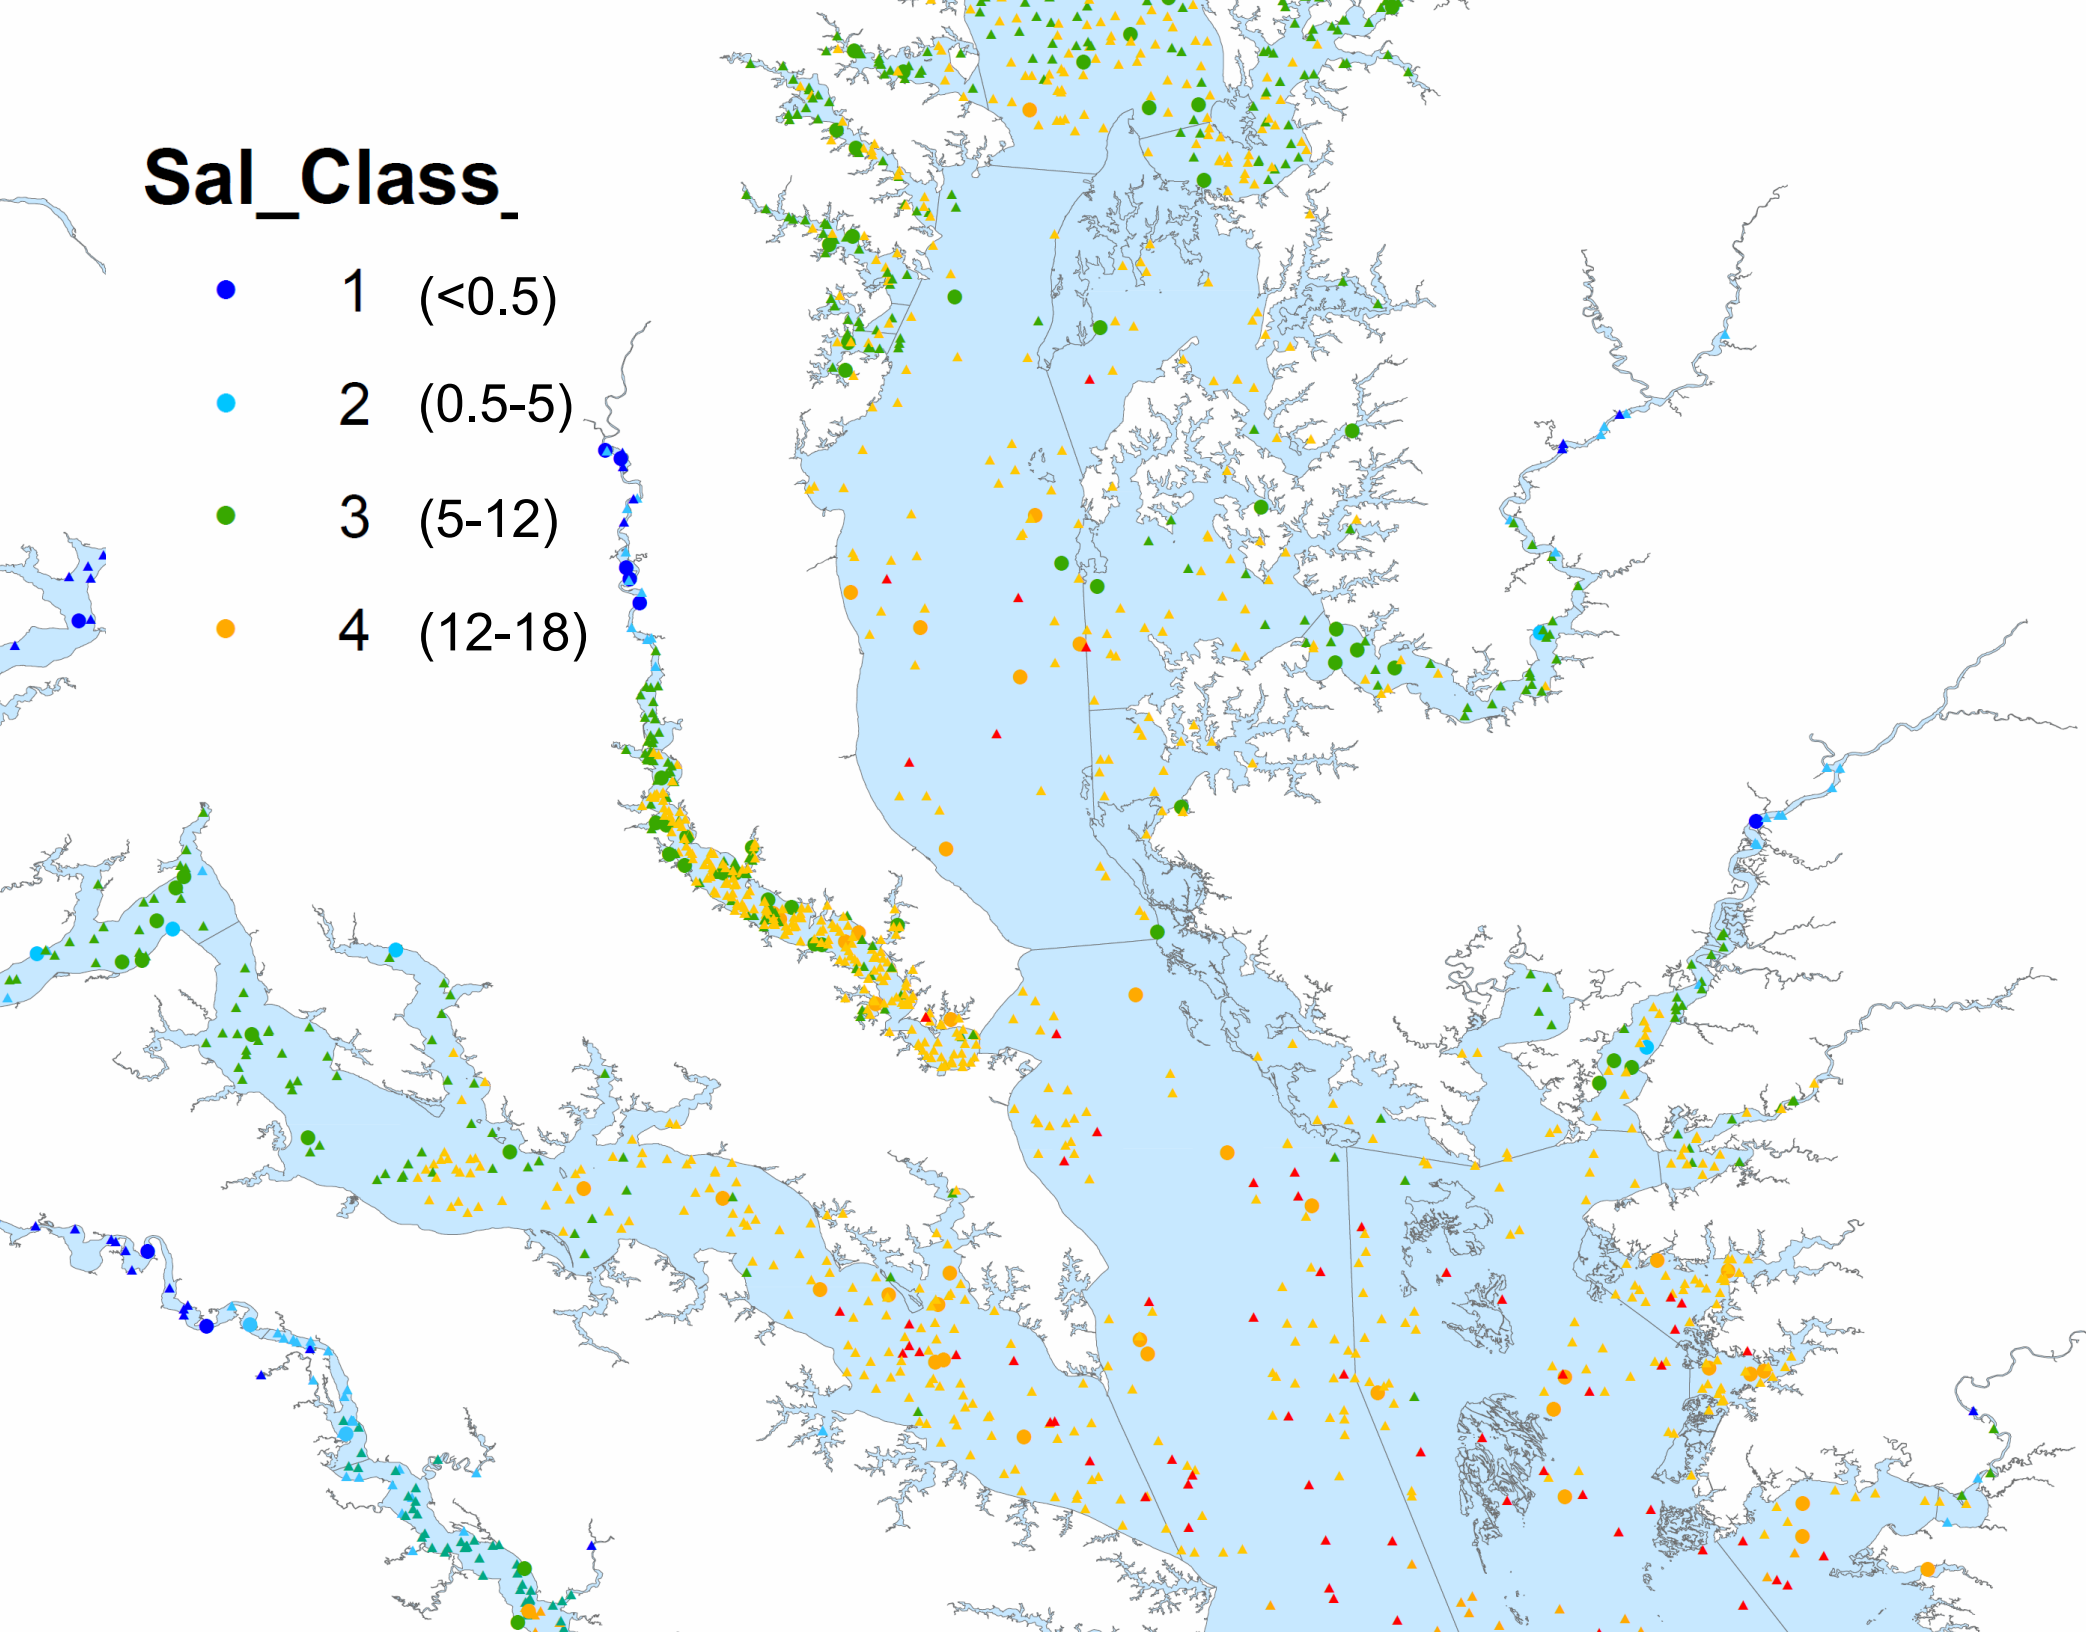 Sal_Class_
1 (<0.5)
2 (0.5-5)
3 (5-12)
4 (12-18)